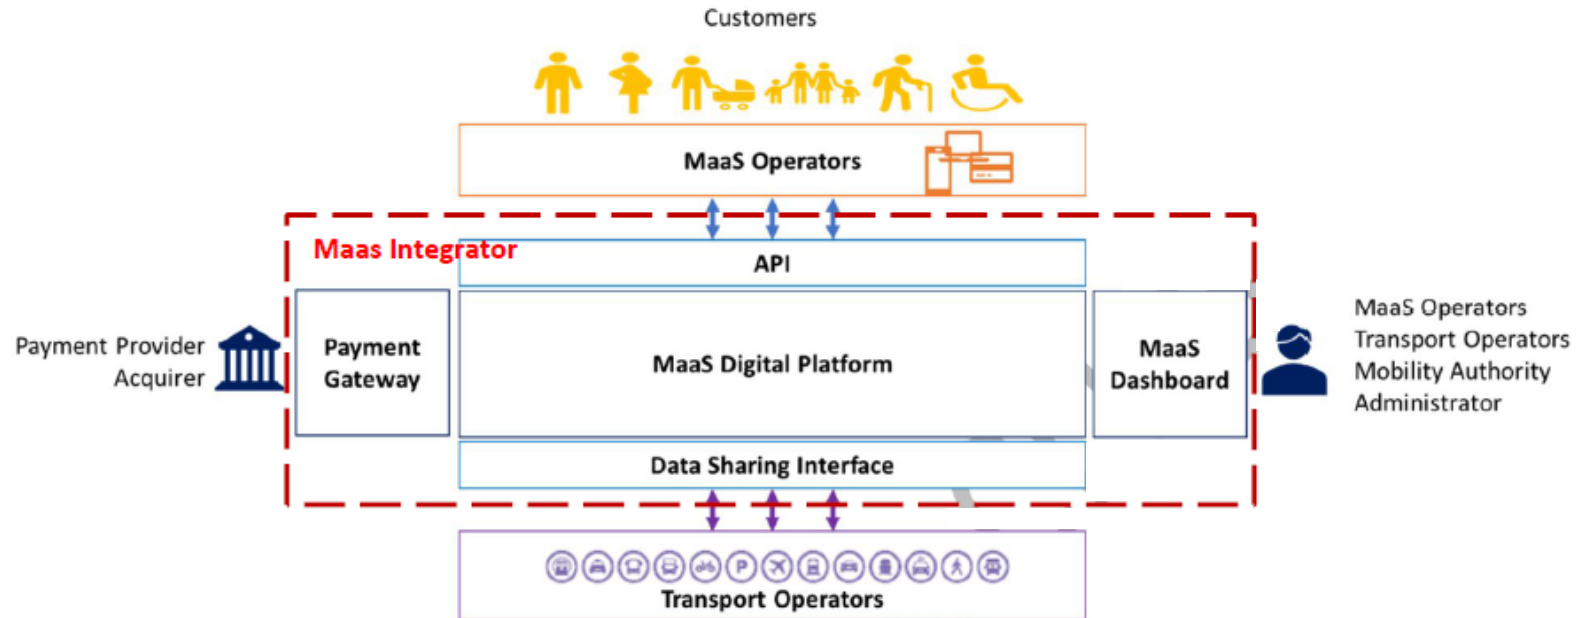 Customers
MaaS Operators
Maas Integrator
API
Payment Provider
Acquirer
Payment
Gateway
MaaS Digital Platform
MaaS
Dashboard
MaaS Operators
Transport Operators
Mobility Authority
Administrator
Data Sharing Interface
P
Transport Operators